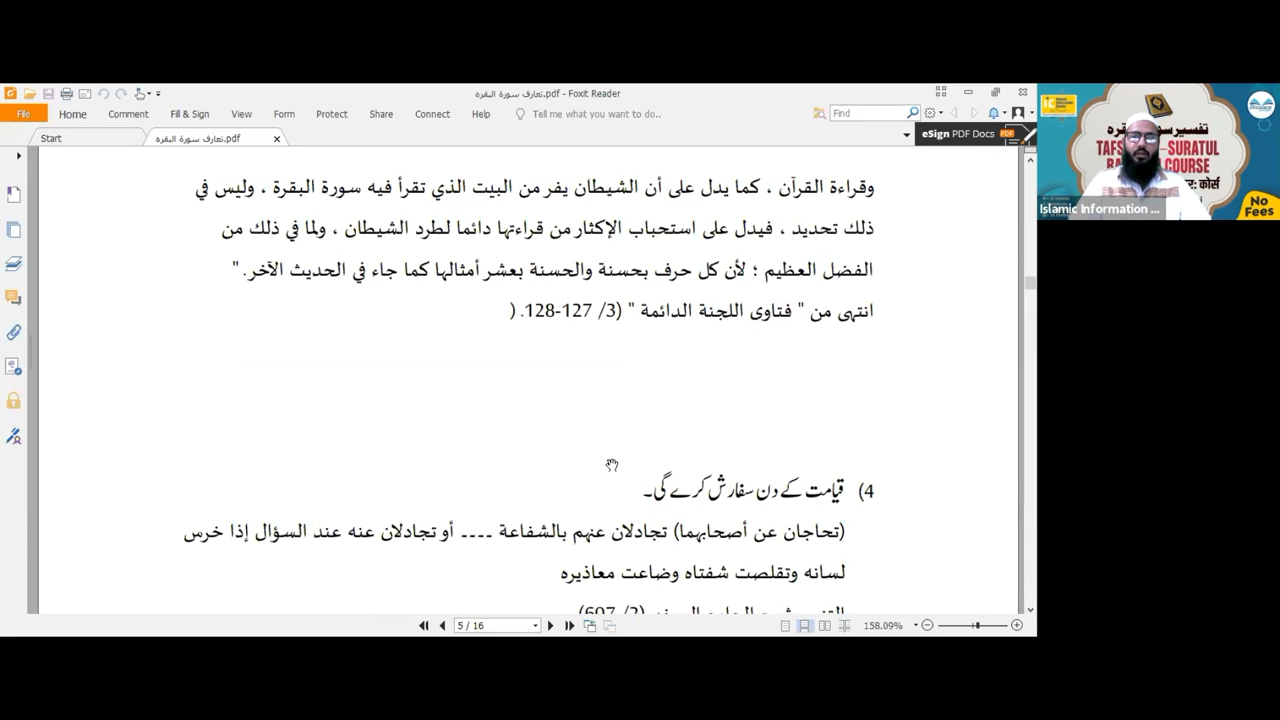 تعارف سورة البقرة.pdf - Foxit Reader
File Home Comment Fill & Sign View Form Protect Share Connect Help Tell me what you want to do.. Find
Start تعارف سورة البقرة.pdf
eSign PDF Docs
وقراءة القرآن ، كما يدل على أن الشيطان يفر من البيت الذي تقرأ فيه سورة البقرة ، وليس في
ذلك تحديد ، فيدل على استحباب الإكثار من قراءتها دائما لطرد الشيطان ، ولما في ذلك من
الفضل العظيم ؛ لأن كل حرف بحسنة والحسنة بعشر أمثالها كما جاء في الحديث الآخر. "
انتهى من " فتاوى اللجنة الدائمة " (3/ 127-128. (
4) قیامت کے دن سفارش کرے گی۔
(تحاجان عن أصحابهما) تجادلان عنهم بالشفاعة ---- أو تجادلان عنه عند السؤال إذا خرس
لسانه وتقلصت شفتاه وضاعت معاذيره
5 / 16
158.09%
TAFS
SURATUL
COURSE
कोर्स
Islamic Information ...
No
Fees